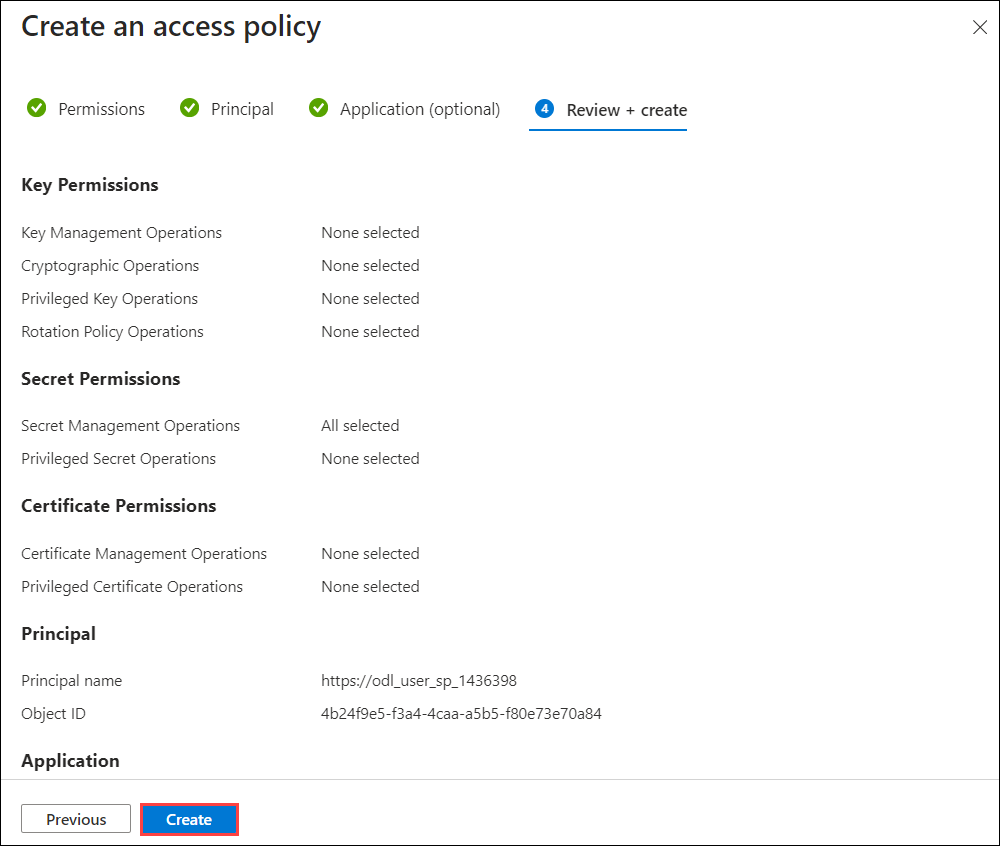 Create an access policy
Permissions Principal Application (optional) 4 Review + create
Key Permissions
Key Management Operations None selected
Cryptographic Operations None selected
Privileged Key Operations None selected
Rotation Policy Operations None selected
Secret Permissions
Secret Management Operations All selected
Privileged Secret Operations None selected
Certificate Permissions
Certificate Management Operations None selected
Privileged Certificate Operations None selected
Principal
Principal name https://odl_user_sp_1436398
Object ID 4b24f9e5-f3a4-4caa-a5b5-f80e73e70a84
Application
Previous Create